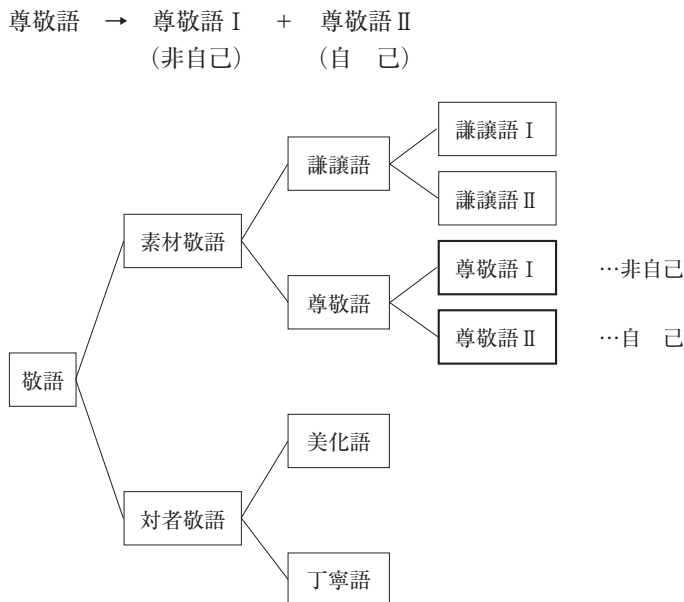 尊敬語 → 尊敬語Ⅰ + 尊敬語Ⅱ
(非自己) (自 己)
謙譲語Ⅰ
謙譲語
謙譲語Ⅱ
素材敬語
尊敬語Ⅰ …非自己
尊敬語
尊敬語Ⅱ …自 己
敬語
美化語
対者敬語
丁寧語